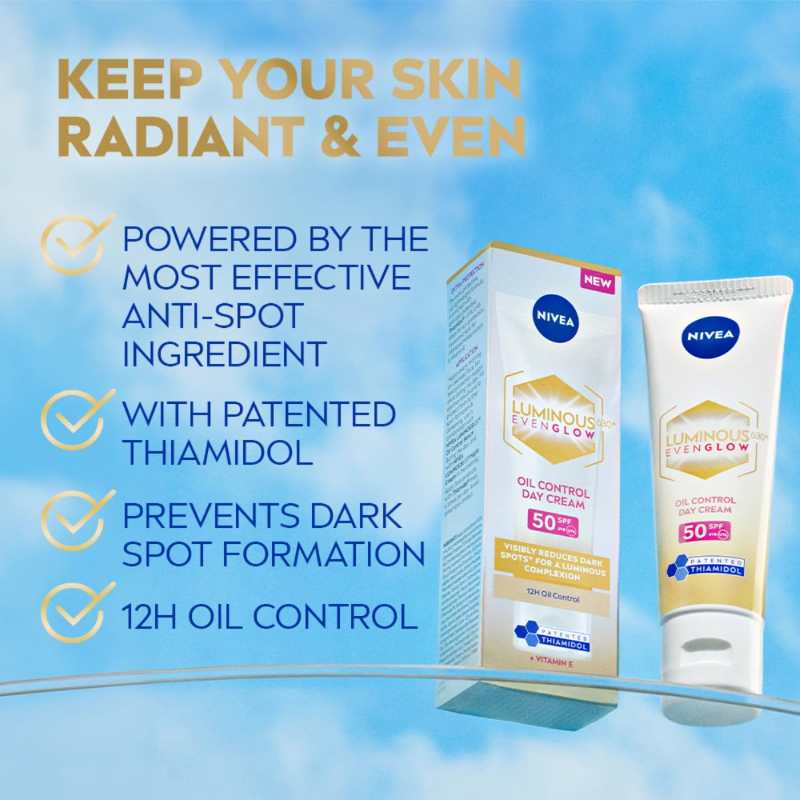 KEEP YOUR SKIN
RADIANT & EVEN
POWERED BY THE
MOST EFFECTIVE
ANTI-SPOT
INGREDIENT
WITH PATENTED
THIAMIDOL
PREVENTS DARK
SPOT FORMATION
12H OIL CONTROL
NEW
NIVEA
LUMINOUS 630
EVENGLOW
OIL CONTROL
DAY CREAM
50 SPF
VISIBLY REDUCES DARK
SPOTS* FOR A LUMINOUS
COMPLEXION
12H Oil Control
PATENTED
THIAMIDOL
+ VITAMIN E
NIVEA
LUMINOUS 630
EVENGLOW
OIL CONTROL
DAY CREAM
50 SPF
PATENTED
THIAMIDOL